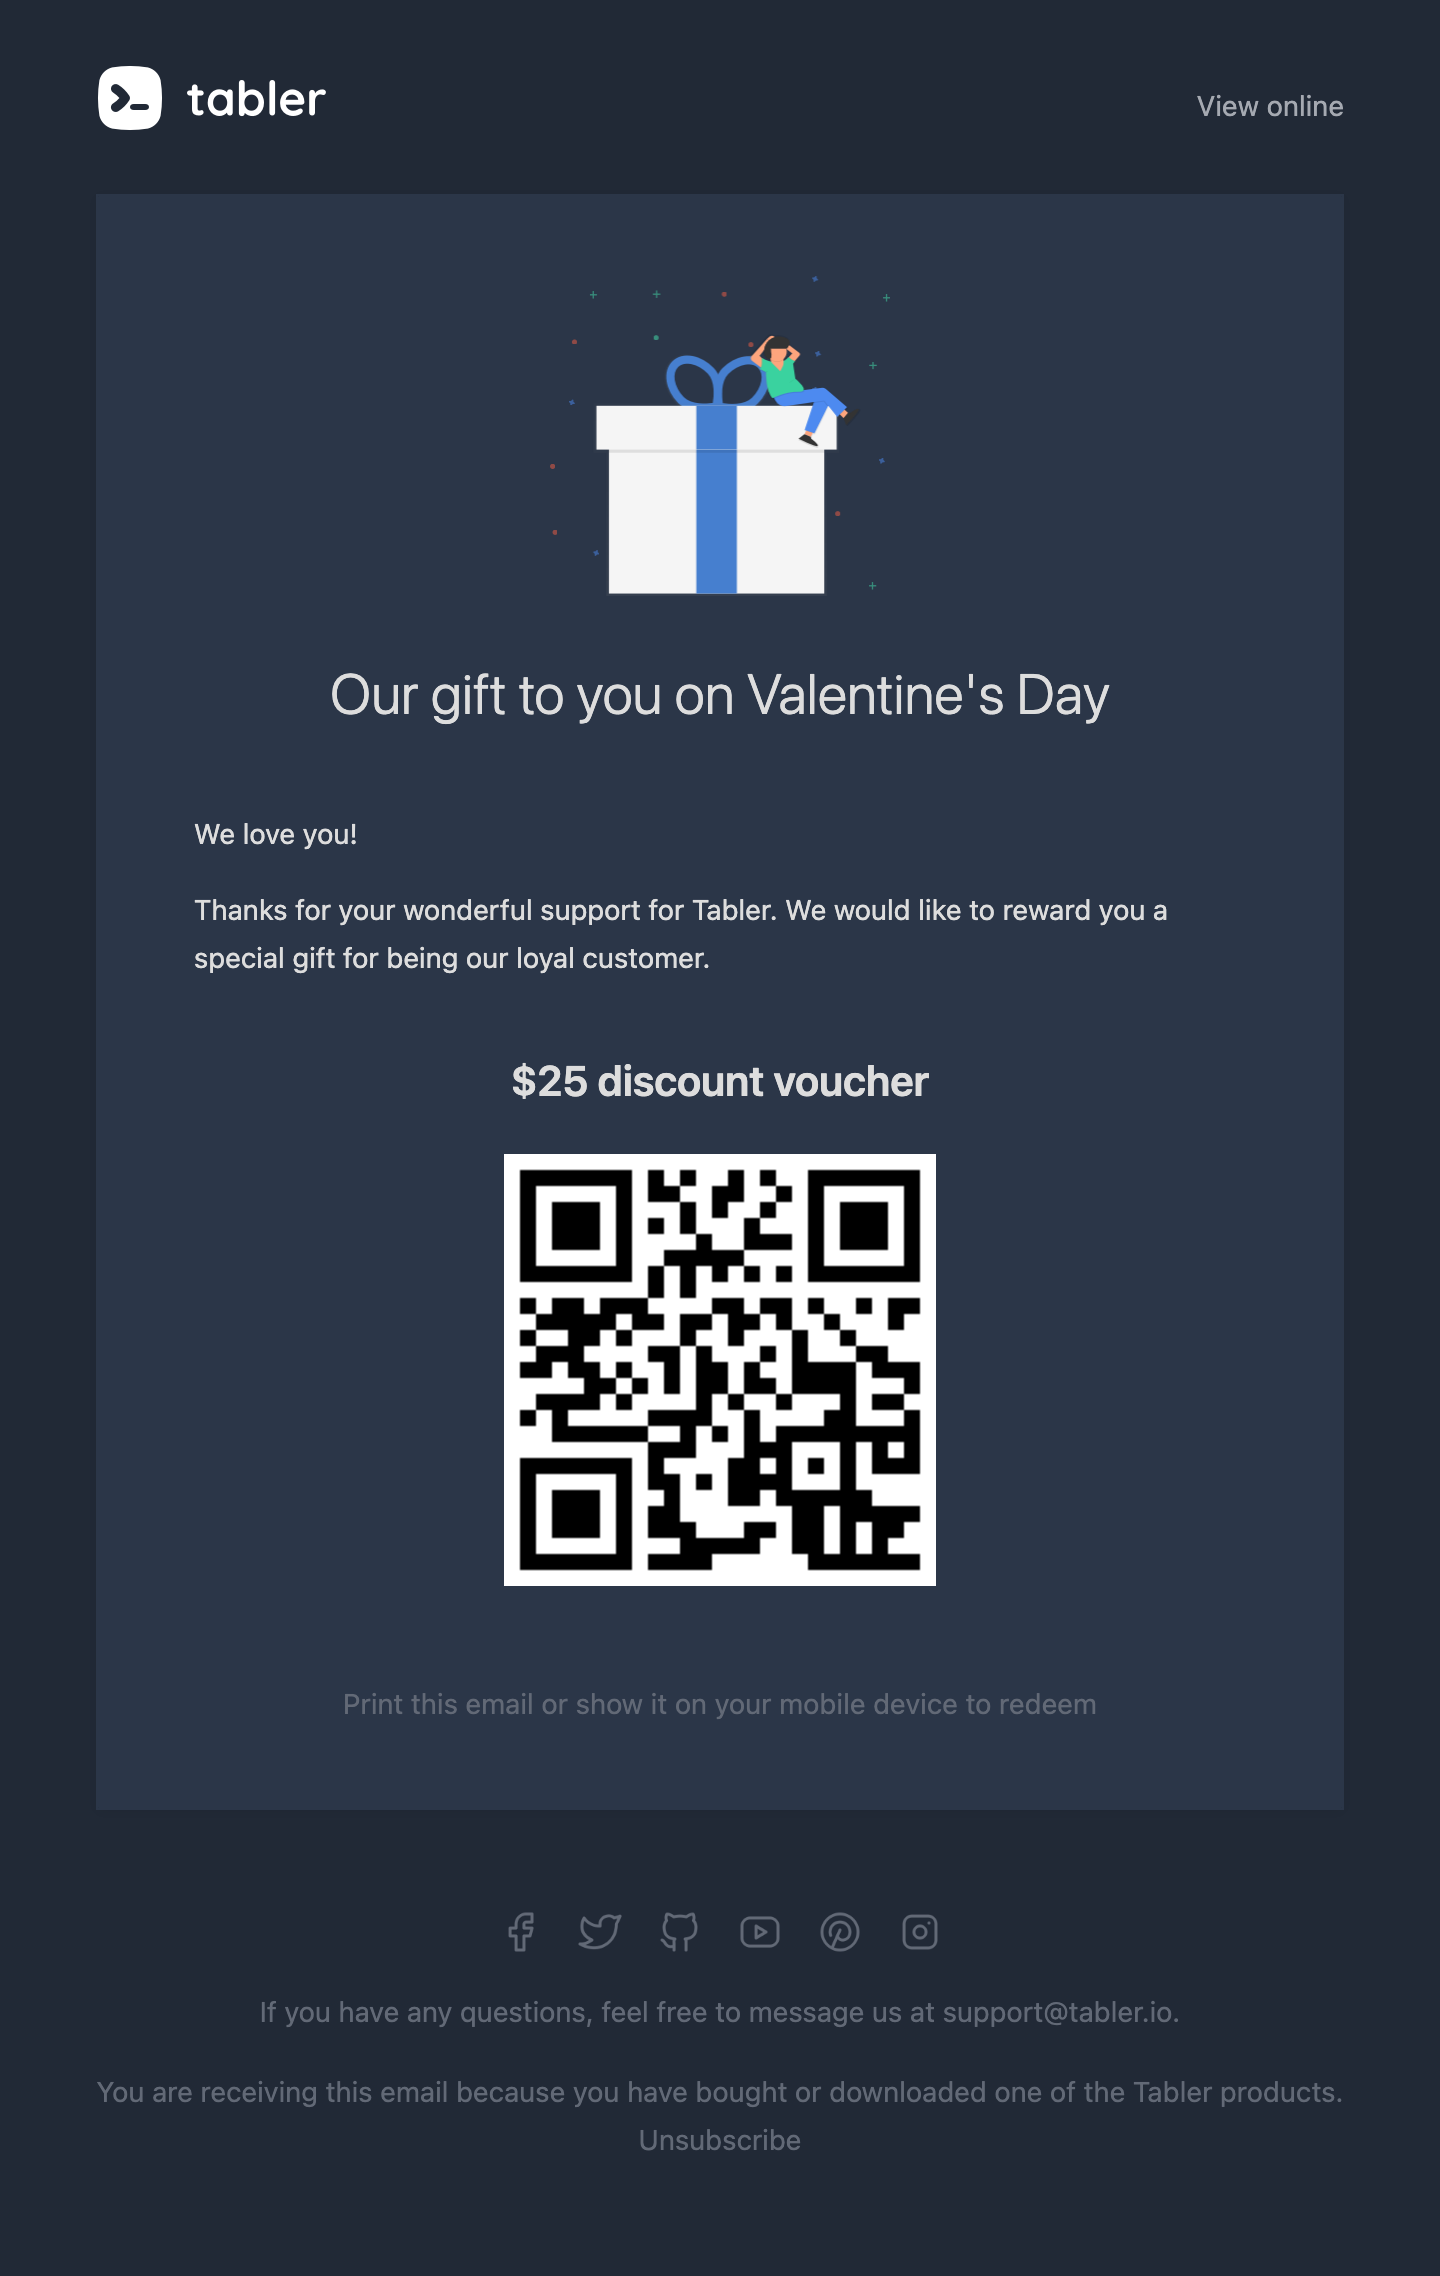 tabler
View online
Our gift to you on Valentine's Day
We love you!
Thanks for your wonderful support for Tabler. We would like to reward you a
special gift for being our loyal customer.
$25 discount voucher
Print this email or show it on your mobile device to redeem
If you have any questions, feel free to message us at support@tabler.io.
You are receiving this email because you have bought or downloaded one of the Tabler products.
Unsubscribe